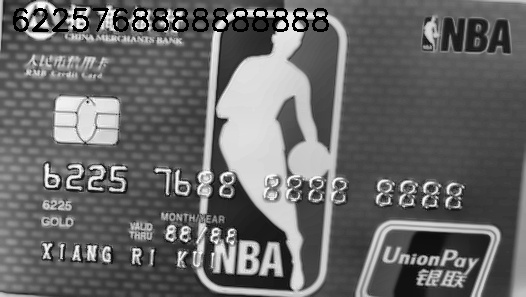 6225768888888888
CHINA MERCHANTS BANK
人民币信用卡
RMB Credit Card
NBA
6225 7688 8888 8888
6225
GOLD
MONTH/YEAR
VALID THRU 88/88
XIANG RI KUI
NBA
UnionPay
银联